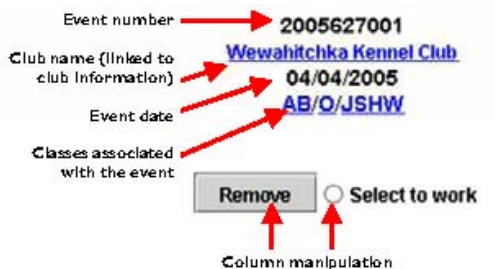 Event number
2005627001
Club name (linked to
club information)
Wewahitchka Kennel Club
Event date
04/04/2005
Classes associated
with the event
AB/O/JSHW
Remove
Select to work
Column manipulation